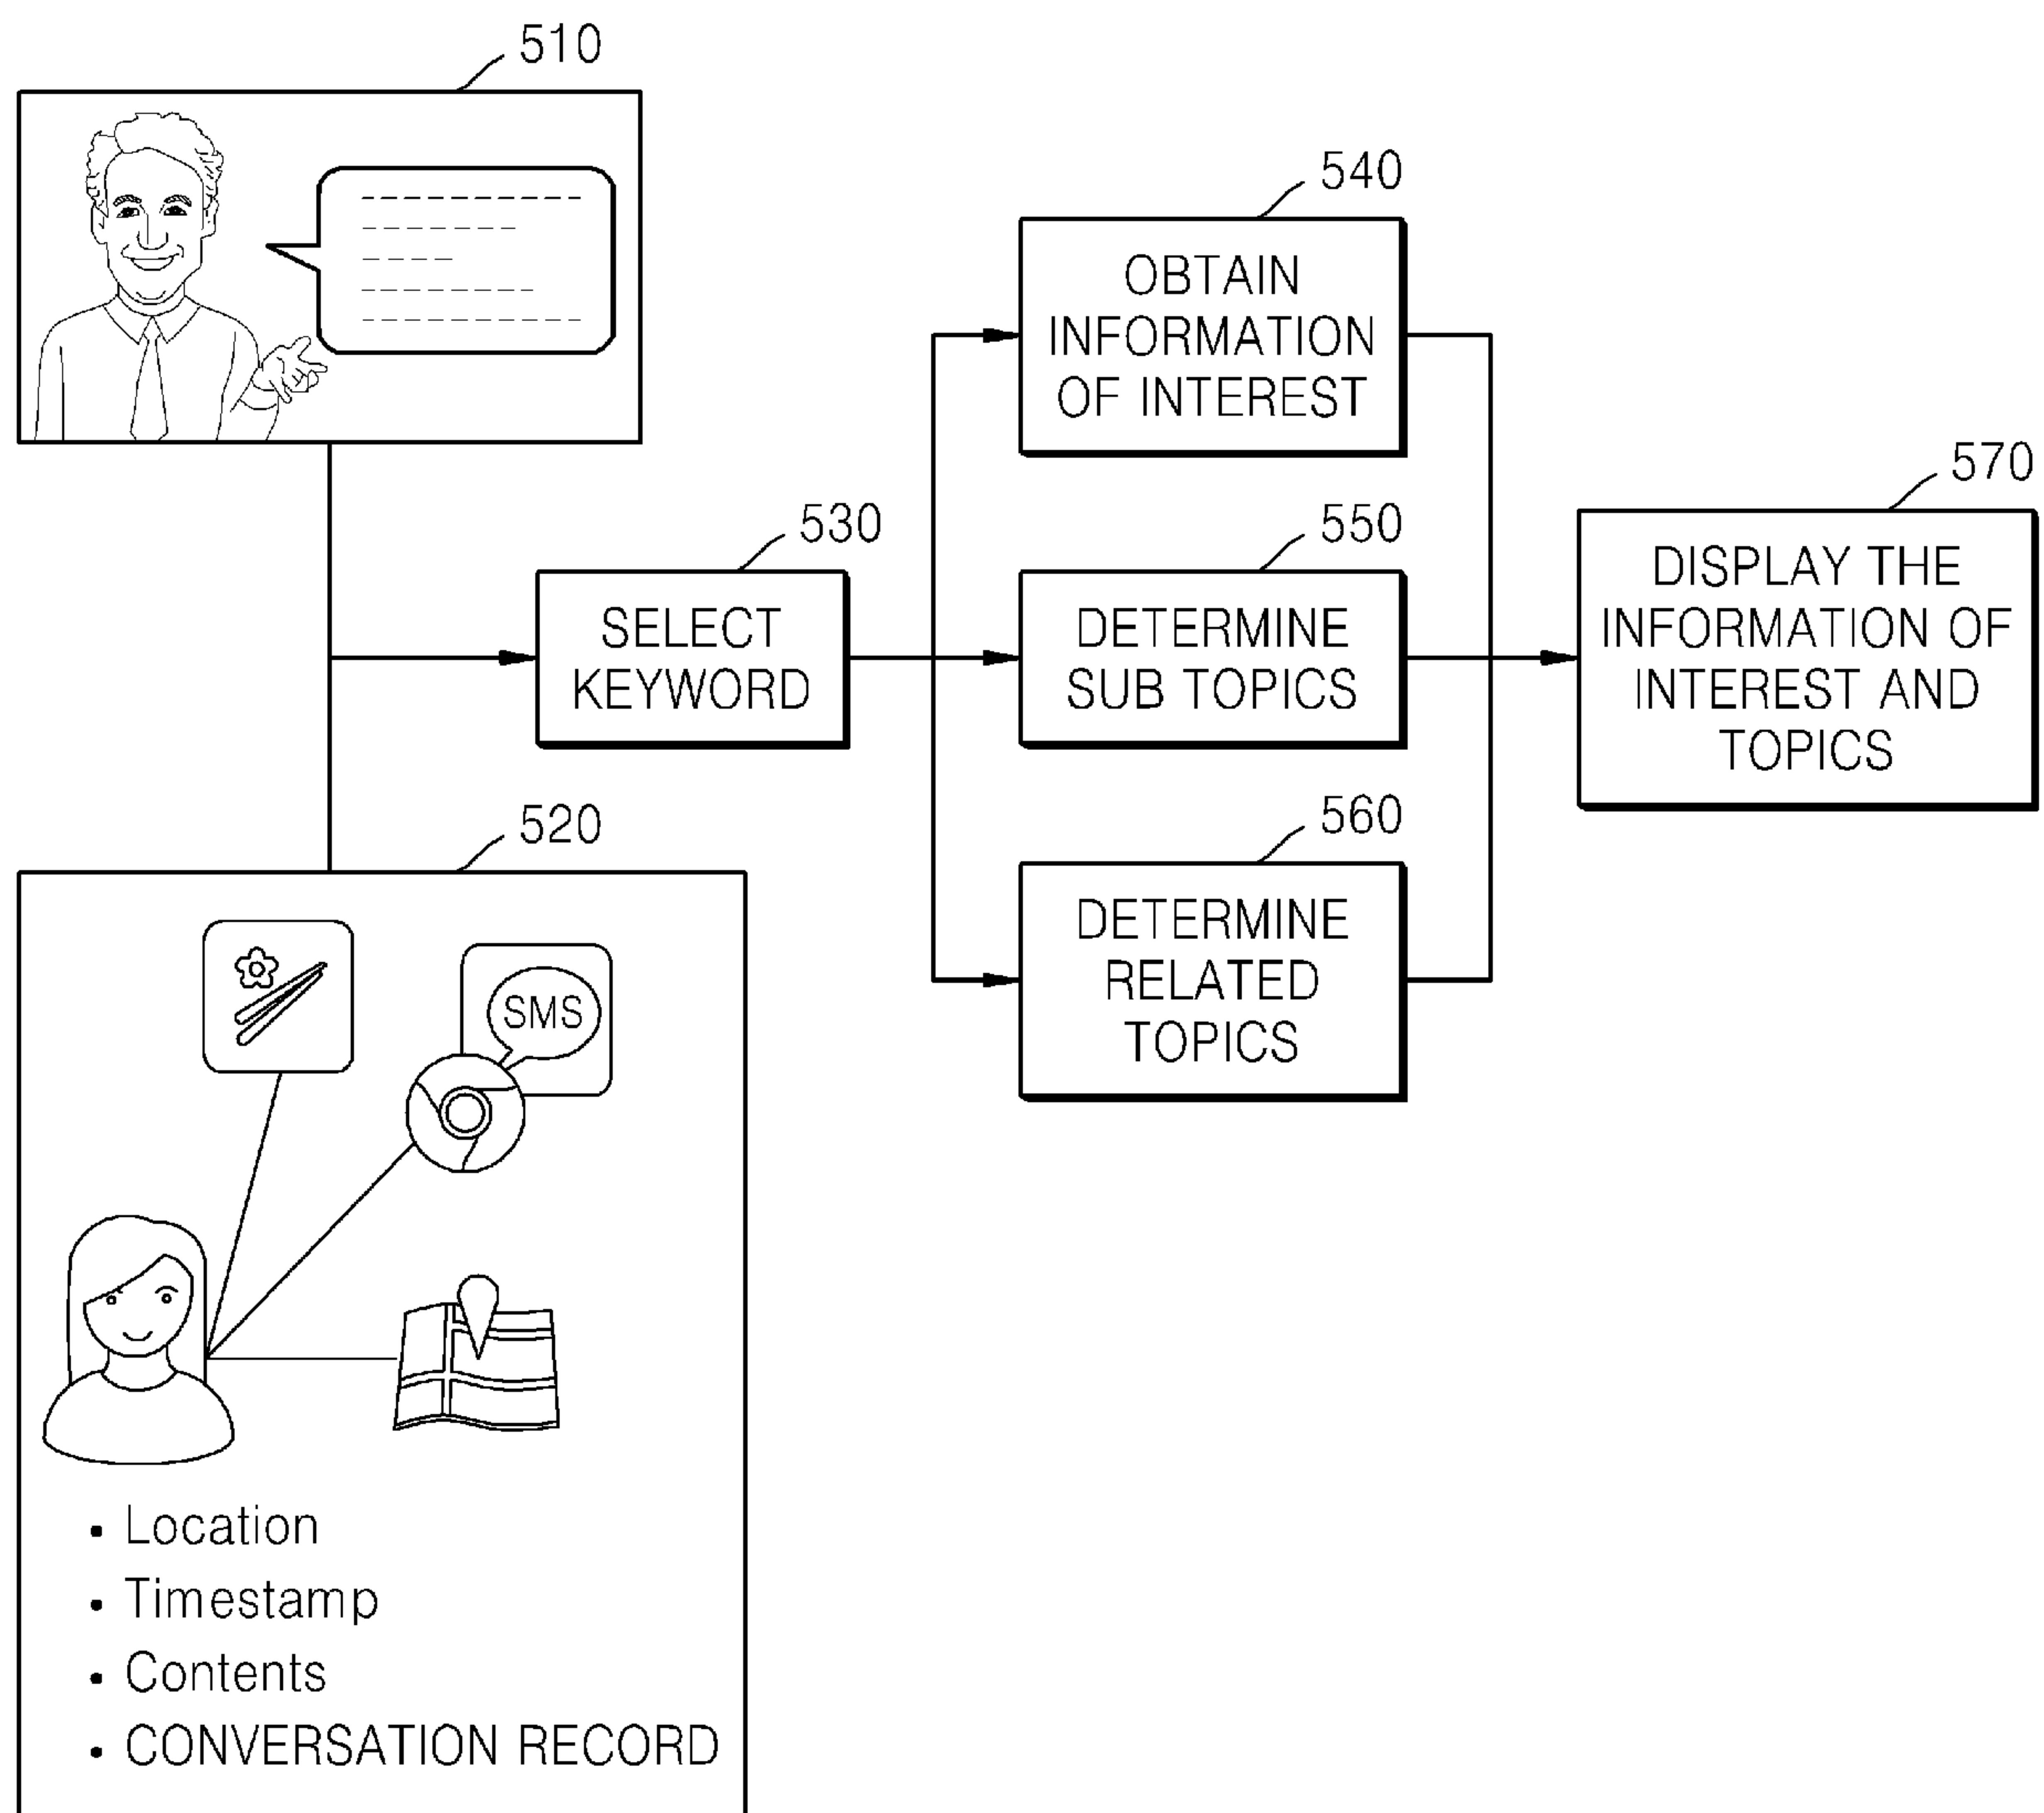 510
540
OBTAIN
INFORMATION
OF INTEREST
570
DISPLAY THE
INFORMATION OF
INTEREST AND
TOPICS
530
SELECT
KEYWORD
550
DETERMINE
SUB TOPICS
520
560
DETERMINE
RELATED
TOPICS
SMS
• Location
• Timestamp
• Contents
• CONVERSATION RECORD